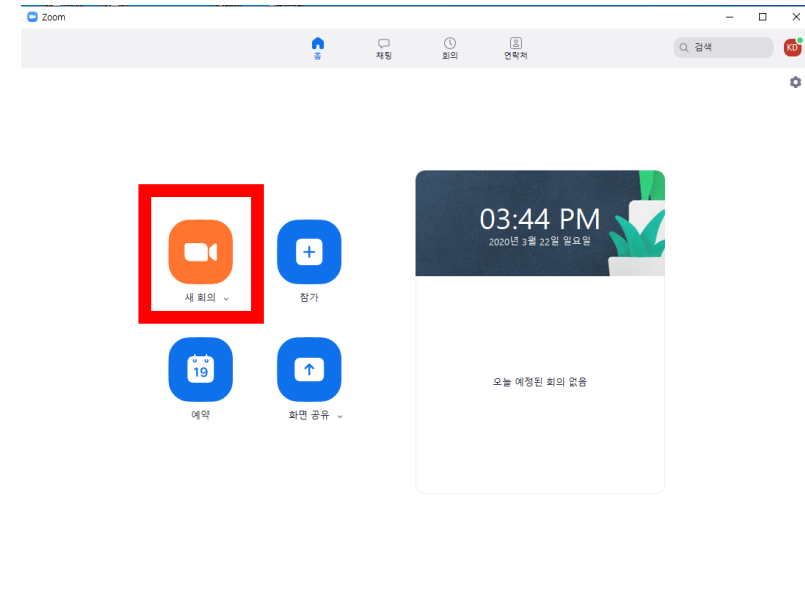 Zoom
홈
채팅
회의
연락처
검색
KD
03:44 PM
2020년 3월 22일 일요일
새 회의
참가
오늘 예정된 회의 없음
19
예약
화면 공유